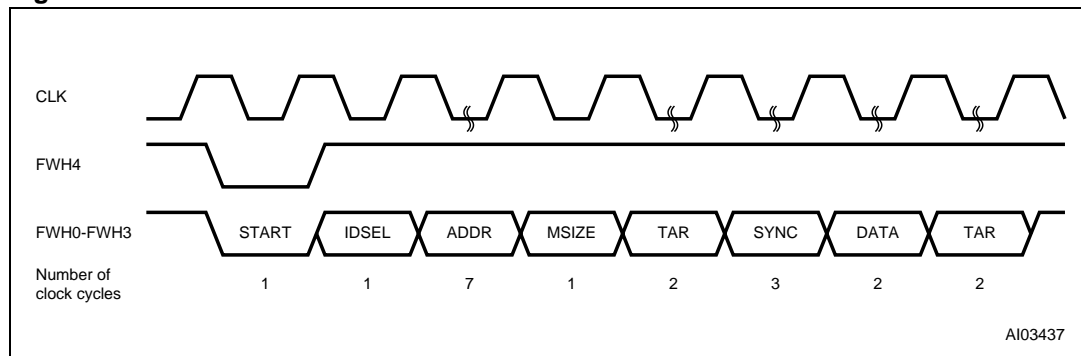 CLK
FWH4
FWH0-FWH3 START IDSEL ADDR MSIZE TAR SYNC DATA TAR
Number of
clock cycles 1 1 7 1 2 3 2 2
AI03437